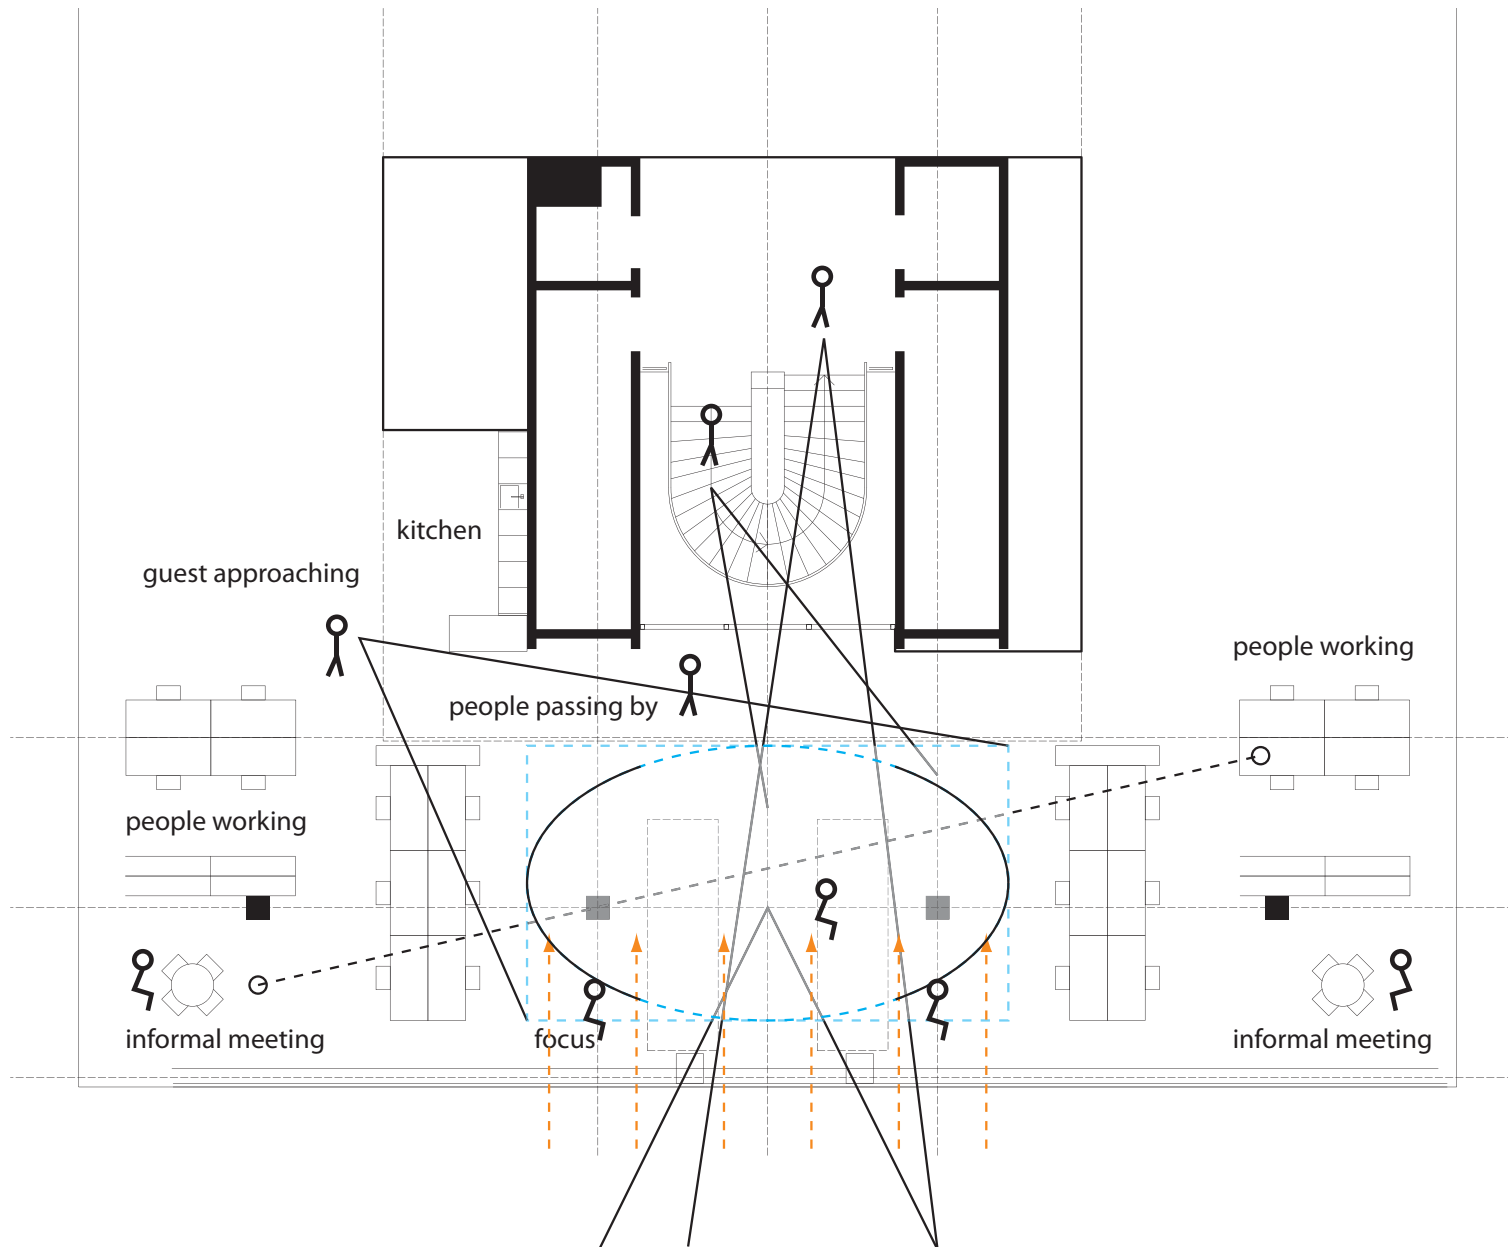 kitchen
guest approaching
people working
people passing by
people working
informal meeting
focus
informal meeting